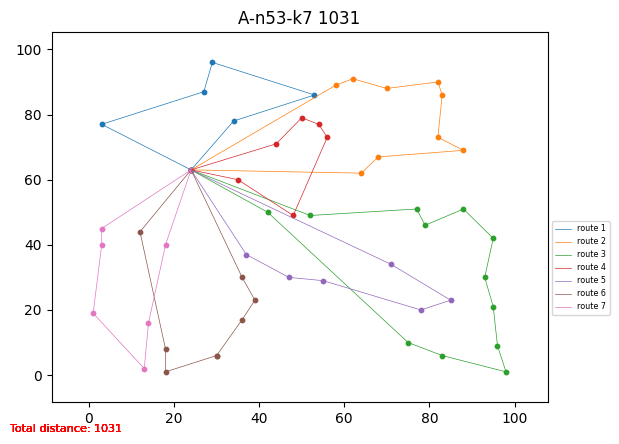 A-n53-k7 1031
100
80
60
40
20
0
0 20 40 60 80 100
route 1
route 2
route 3
route 4
route 5
route 6
route 7
Total distance: 1031